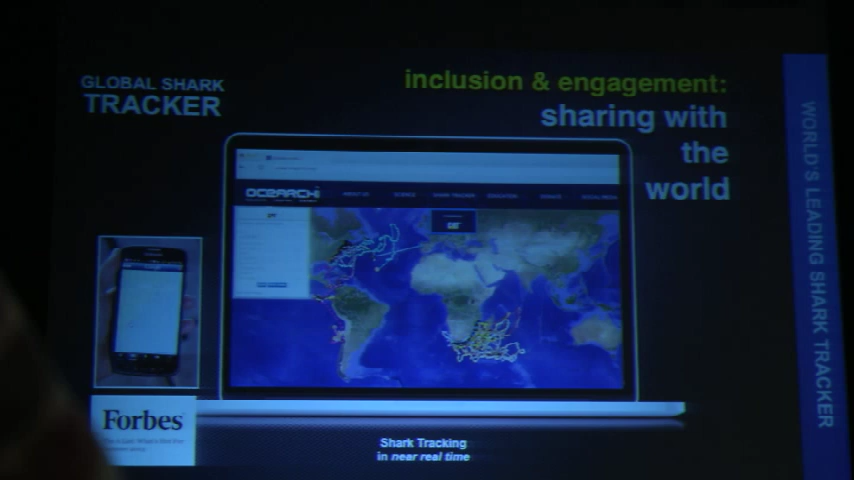 GLOBAL SHARK
TRACKER
inclusion & engagement:
sharing with
the
world
OCEARCH
ABOUT US
SCIENCE
SHARK TRACKER
EDUCATION
SOCIAL MEDIA
CAT
Forbes
Shark Tracking
in near real time
WORLD'S LEADING SHARK TRACKER